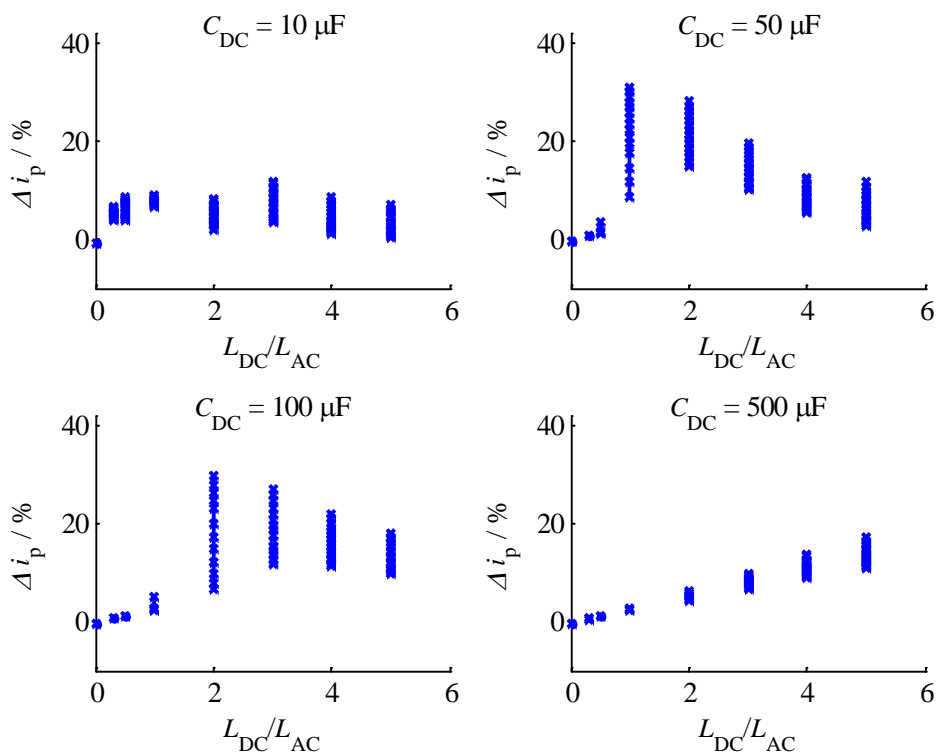 C_DC = 10 μF
40
20
0
Δ i_p / %
0 2 4 6
L_DC/L_AC
C_DC = 50 μF
40
20
0
Δ i_p / %
0 2 4 6
L_DC/L_AC
C_DC = 100 μF
40
20
0
Δ i_p / %
0 2 4 6
L_DC/L_AC
C_DC = 500 μF
40
20
0
Δ i_p / %
0 2 4 6
L_DC/L_AC